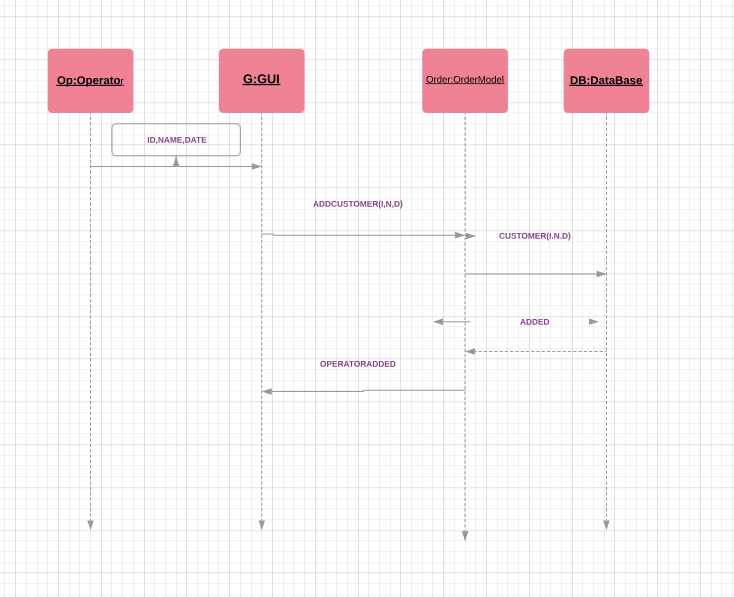 Op:Operator
G:GUI
Order:OrderModel
DB:DataBase
ID,NAME,DATE
ADDCUSTOMER(I,N,D)
CUSTOMER(I.N.D)
ADDED
OPERATORADDED